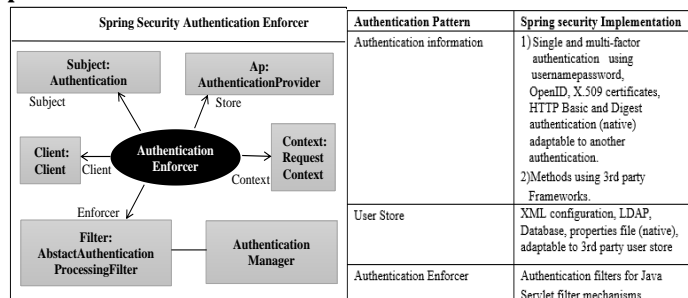 Spring Security Authentication Enforcer
Subject:
Authentication
Ap:
AuthenticationProvider
Subject
Store
Client:
Client
Authentication
Enforcer
Context:
Request
Context
Client
Context
Enforcer
Filter:
AbstactAuthentication
ProcessingFilter
Authentication
Manager
Authentication Pattern
Spring security Implementation
Authentication information
1) Single and multi-factor
authentication using
usernamepassword,
OpenID, X.509 certificates,
HTTP Basic and Digest
authentication (native)
adaptable to another
authentication.
2)Methods using 3rd party
Frameworks.
User Store
XML configuration, LDAP,
Database, properties file (native),
adaptable to 3rd party user store
Authentication Enforcer
Authentication filters for Java
Servlet filter mechanisms